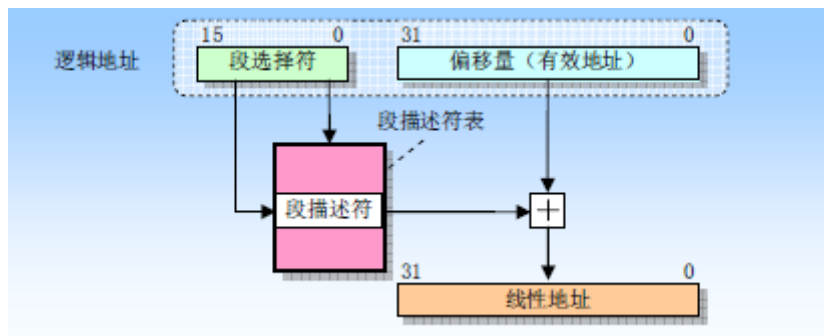 15 0 31 0
逻辑地址 段选择符 偏移量（有效地址）
段描述符表
段描述符 +
31 0
线性地址